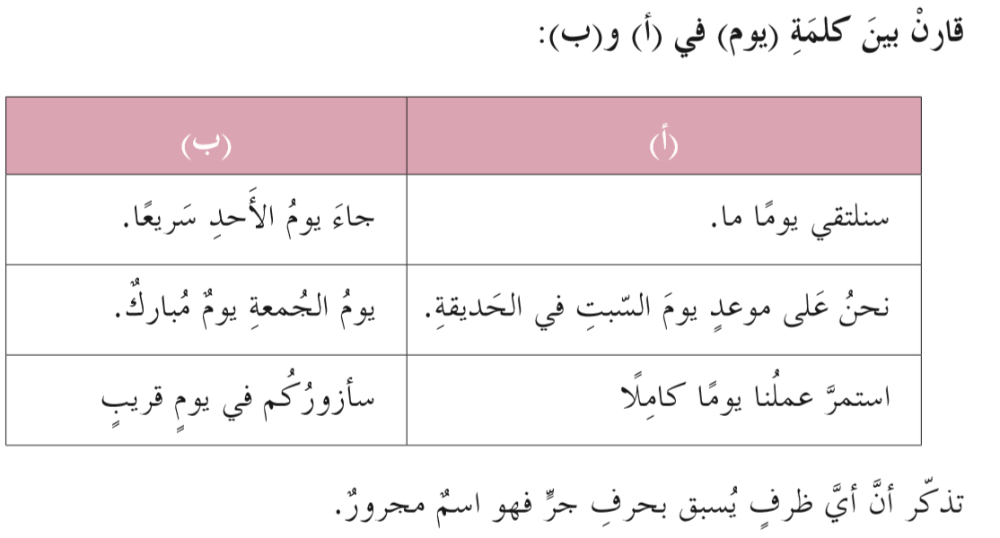 قارنْ بينَ كلمَةِ (يوم) في (أ) و(ب):
(أ) (ب)
سنلتقي يومًا ما. جاءَ يومُ الأَحدِ سَريعًا.
نحنُ عَلى موعدٍ يومَ السّبتِ في الحَديقةِ. يومُ الجُمعةِ يومٌ مُباركٌ.
استمرَّ عملُنا يومًا كامِلًا سأزورُكُم في يومٍ قريبٍ
تذكّر أنَّ أيَّ ظرفٍ يُسبق بحرفِ جرٍّ فهو اسمٌ مجرورٌ.